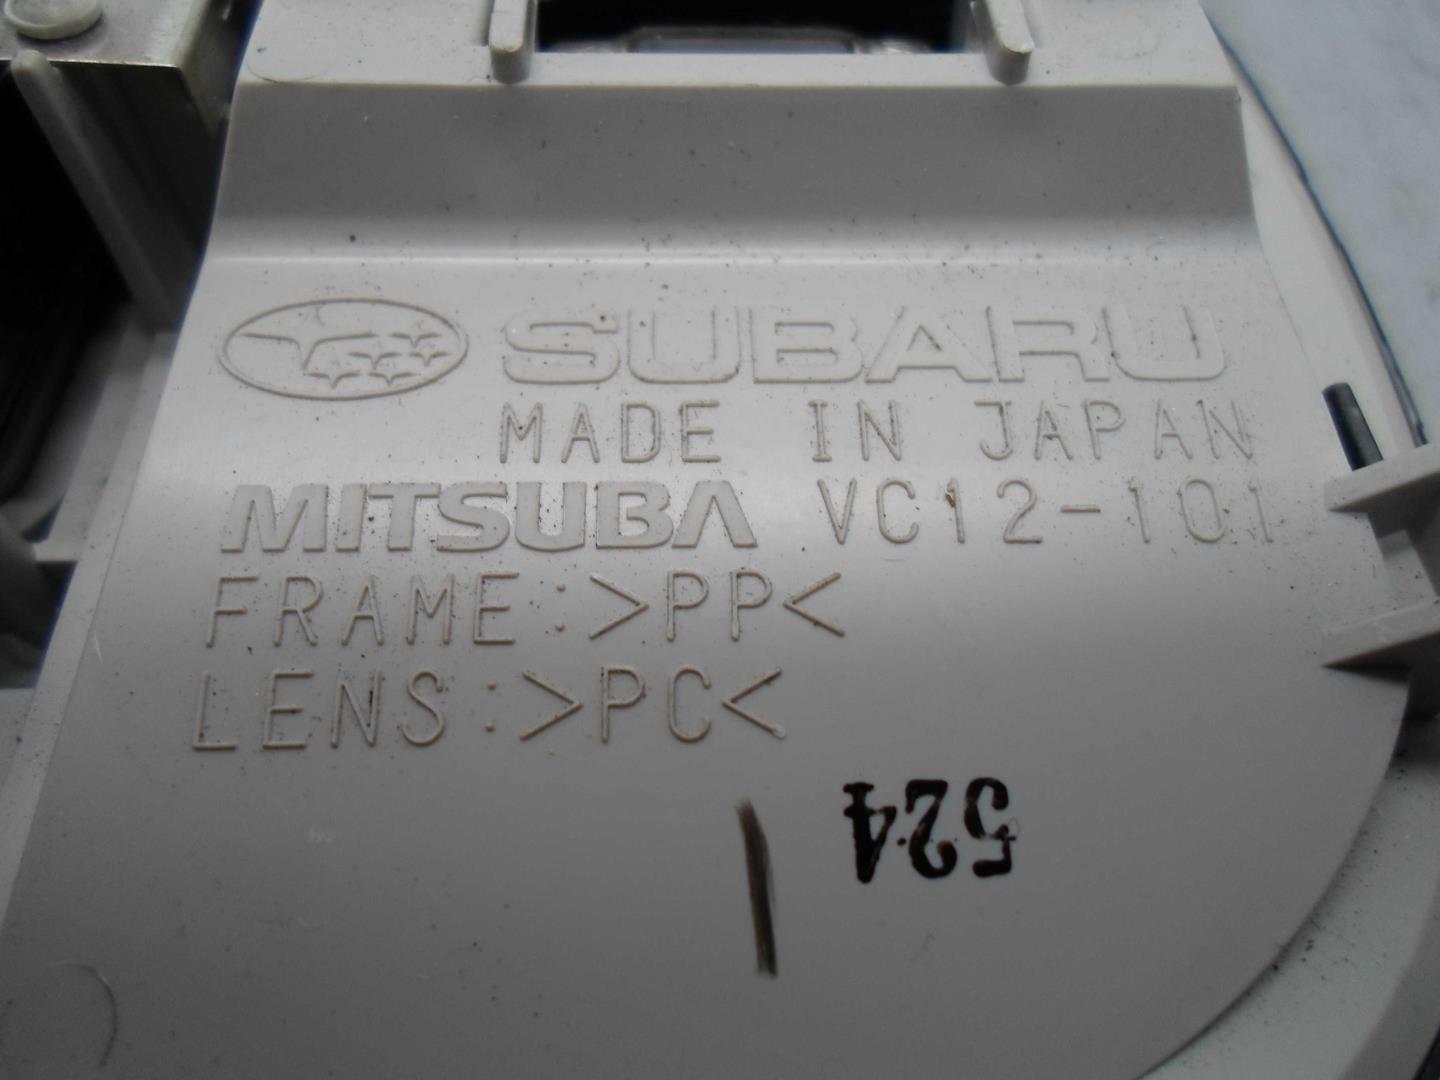 SUBARU
MADE IN JAPAN
MITSUBA VC12-101
FRAME:>PP<
LENS:>PC<
524